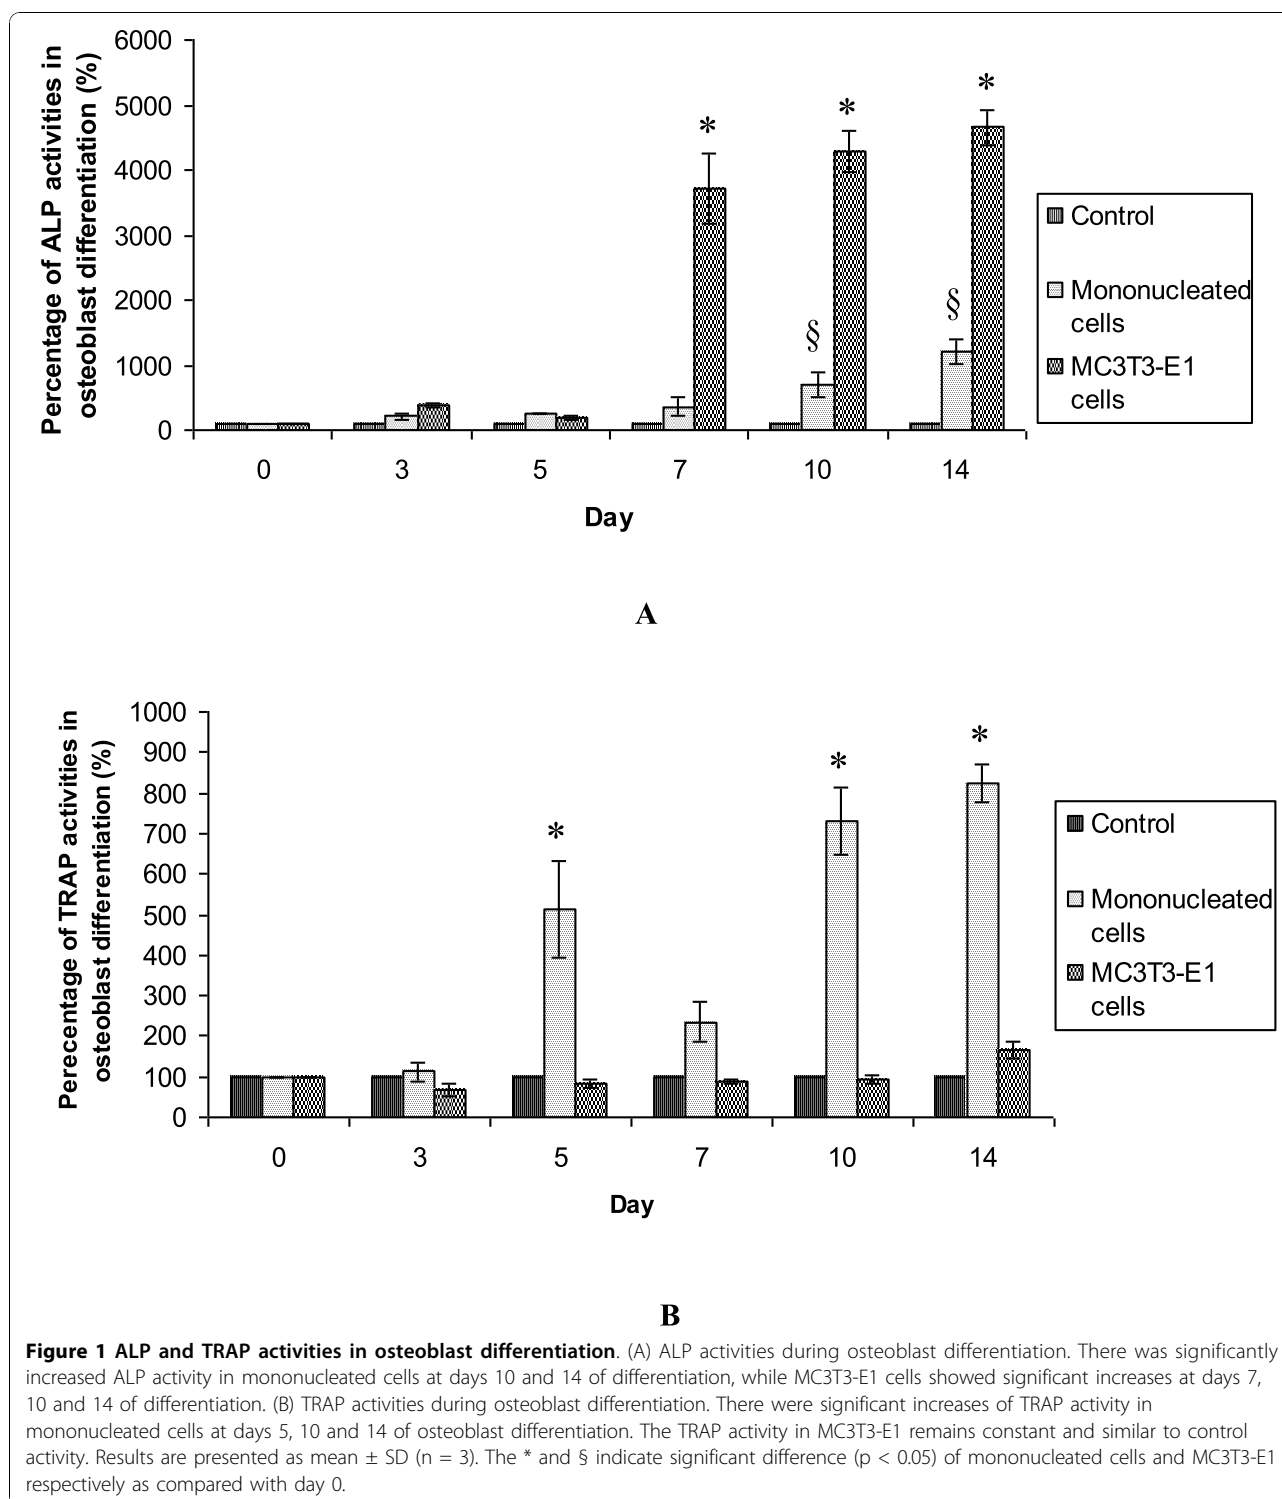 6000
5000
4000
3000
2000
1000
0
Percentage of ALP activities in
osteoblast differentiation (%)
*
*
*
§
§
0 3 5 7 10 14
Day
Control
Mononucleated
cells
MC3T3-E1
cells
A
1000
900
800
700
600
500
400
300
200
100
0
Perecentage of TRAP activities in
osteoblast differentiation (%)
*
*
*
0 3 5 7 10 14
Day
Control
Mononucleated
cells
MC3T3-E1
cells
B
Figure 1 ALP and TRAP activities in osteoblast differentiation. (A) ALP activities during osteoblast differentiation. There was significantly
increased ALP activity in mononucleated cells at days 10 and 14 of differentiation, while MC3T3-E1 cells showed significant increases at days 7,
10 and 14 of differentiation. (B) TRAP activities during osteoblast differentiation. There were significant increases of TRAP activity in
mononucleated cells at days 5, 10 and 14 of osteoblast differentiation. The TRAP activity in MC3T3-E1 remains constant and similar to control
activity. Results are presented as mean ± SD (n = 3). The * and § indicate significant difference (p < 0.05) of mononucleated cells and MC3T3-E1
respectively as compared with day 0.